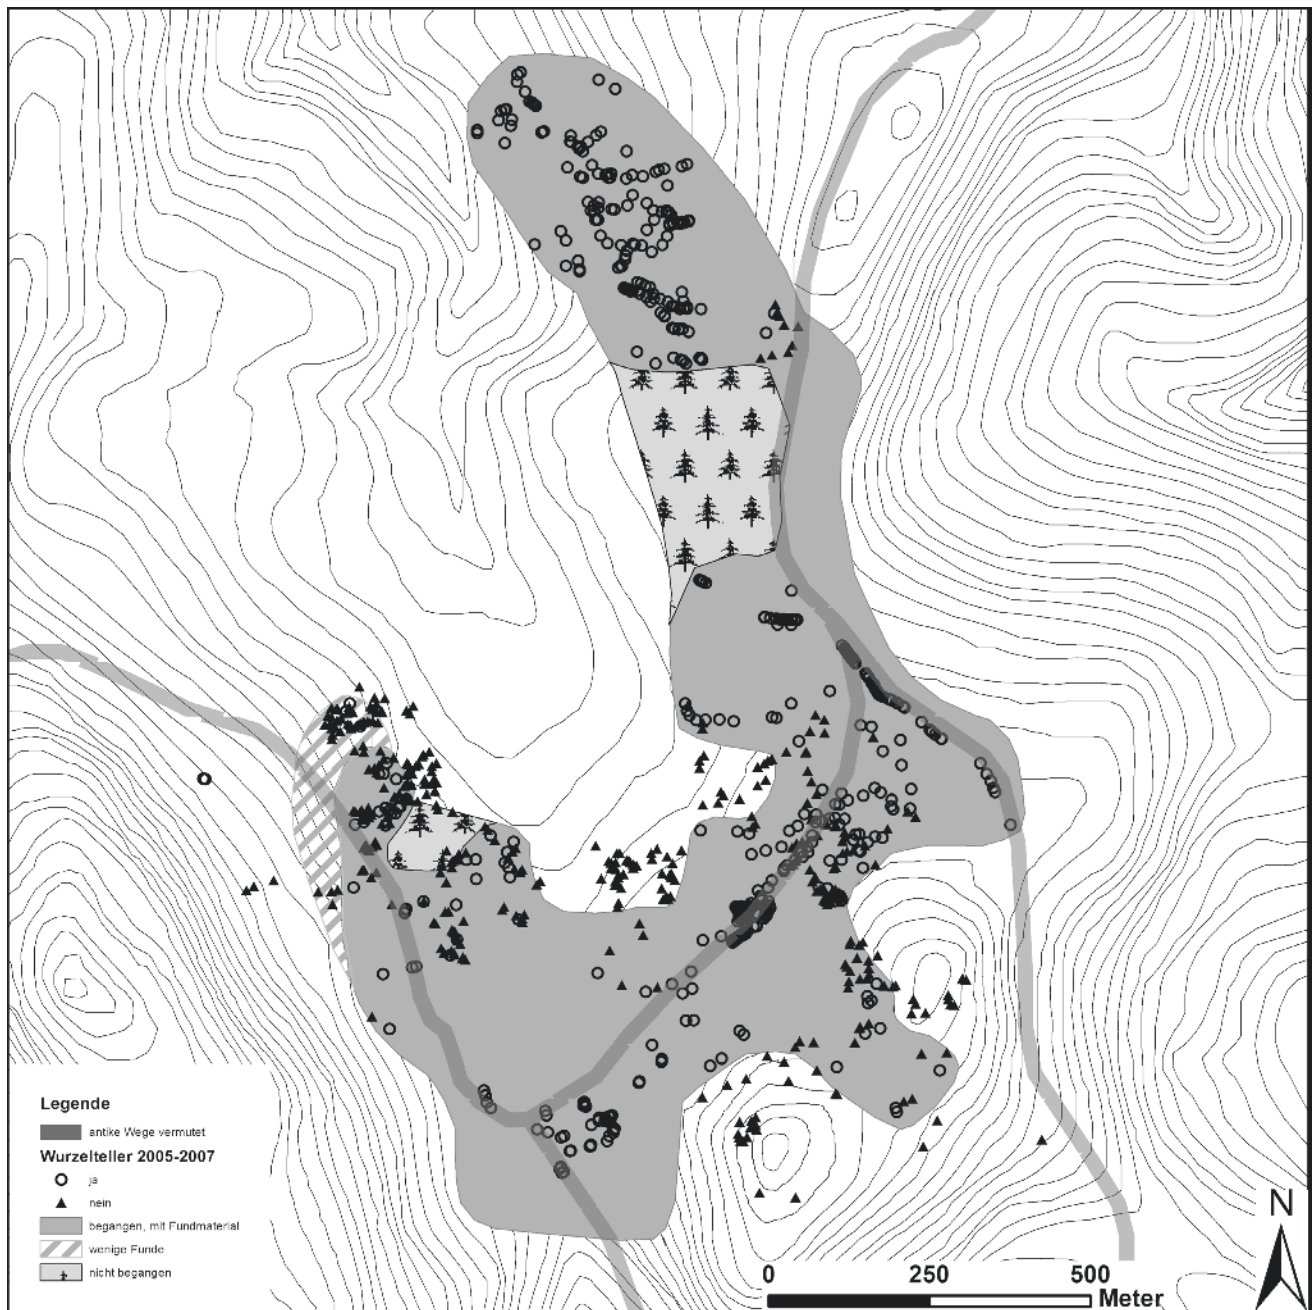 Legende
antike Wege vermutet
Wurzelteller 2005-2007
ja
nein
begangen, mit Fundmaterial
wenige Funde
nicht begangen
0 250 500
Meter
N